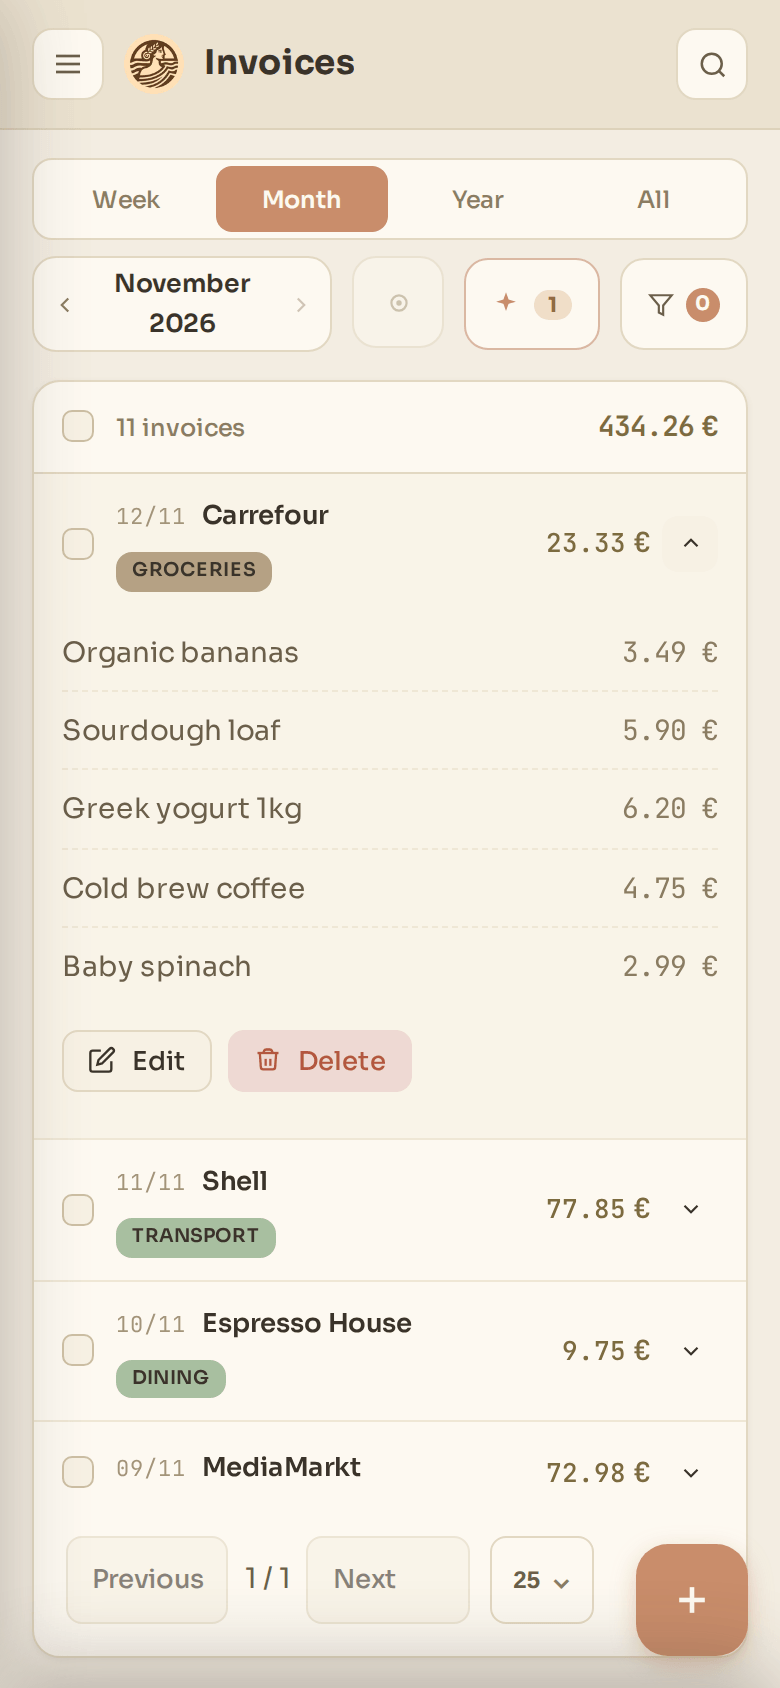 Invoices
Week Month Year All
November
2026
1
0
11 invoices 434.26 €
12/11 Carrefour
23.33 €
GROCERIES
Organic bananas 3.49 €
Sourdough loaf 5.90 €
Greek yogurt 1kg 6.20 €
Cold brew coffee 4.75 €
Baby spinach 2.99 €
Edit Delete
11/11 Shell
77.85 €
TRANSPORT
10/11 Espresso House
9.75 €
DINING
09/11 MediaMarkt 72.98 €
Previous 1 / 1 Next 25